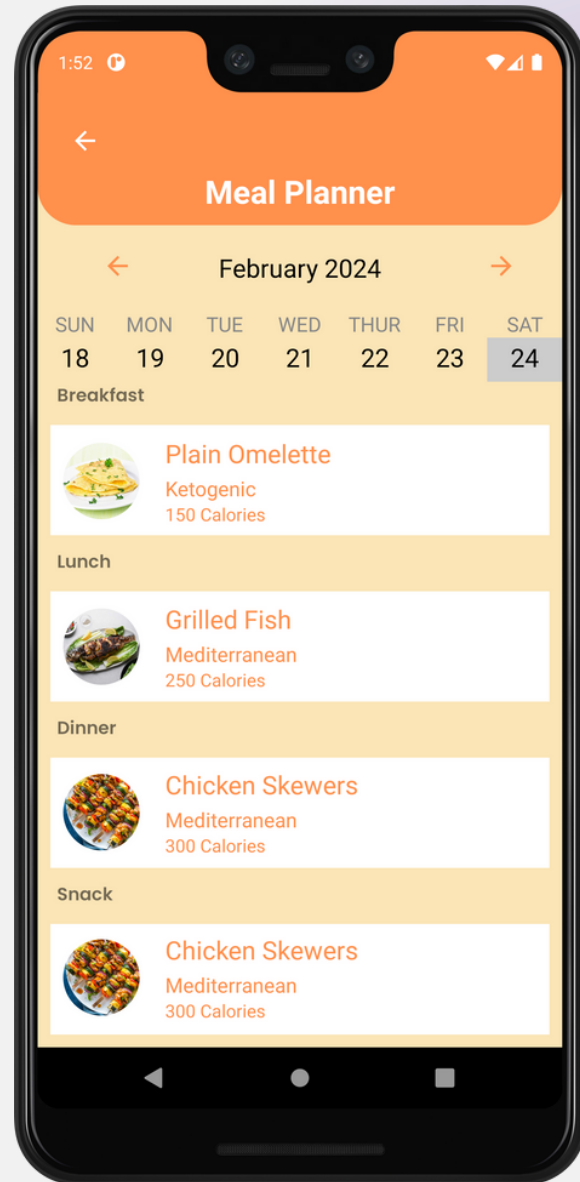 1:52
Meal Planner
February 2024
SUN MON TUE WED THUR FRI SAT
18 19 20 21 22 23 24
Breakfast
Plain Omelette
Ketogenic
150 Calories
Lunch
Grilled Fish
Mediterranean
250 Calories
Dinner
Chicken Skewers
Mediterranean
300 Calories
Snack
Chicken Skewers
Mediterranean
300 Calories